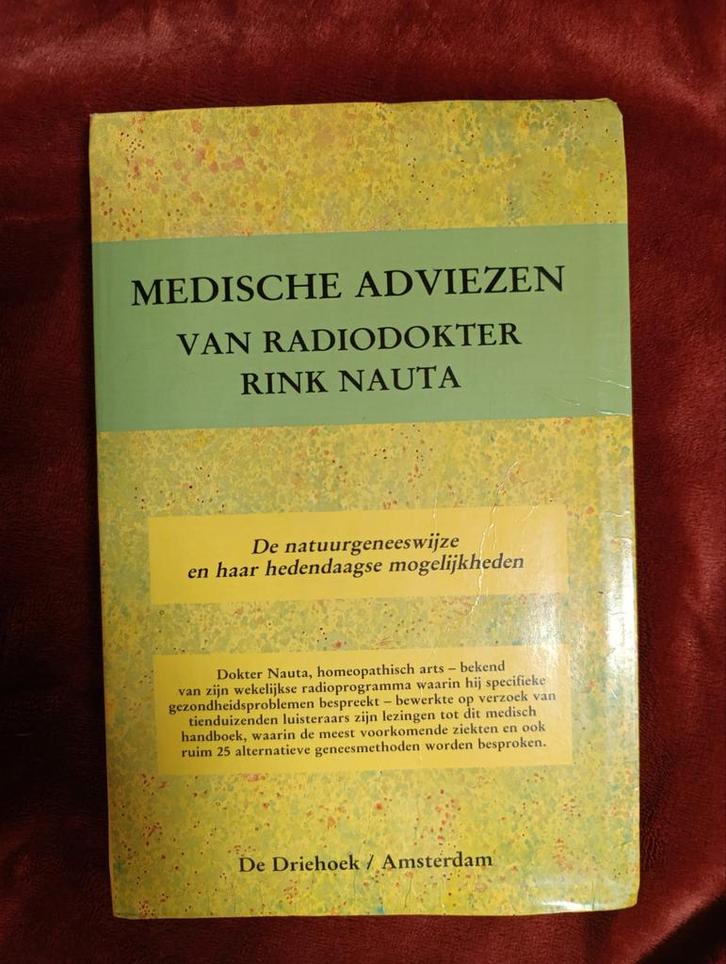 MEDISCHE ADVIEZEN
VAN RADIODOKTER
RINK NAUTA
De natuurgeneeswijze
en haar hedendaagse mogelijkheden
Dokter Nauta, homeopathisch arts – bekend
van zijn wekelijkse radioprogramma waarin hij specifieke
gezondheidsproblemen bespreekt – bewerkte op verzoek van
tienduizenden luisteraars zijn lezingen tot dit medisch
handboek, waarin de meest voorkomende ziekten en ook
ruim 25 alternatieve geneesmethoden worden besproken.
De Driehoek / Amsterdam